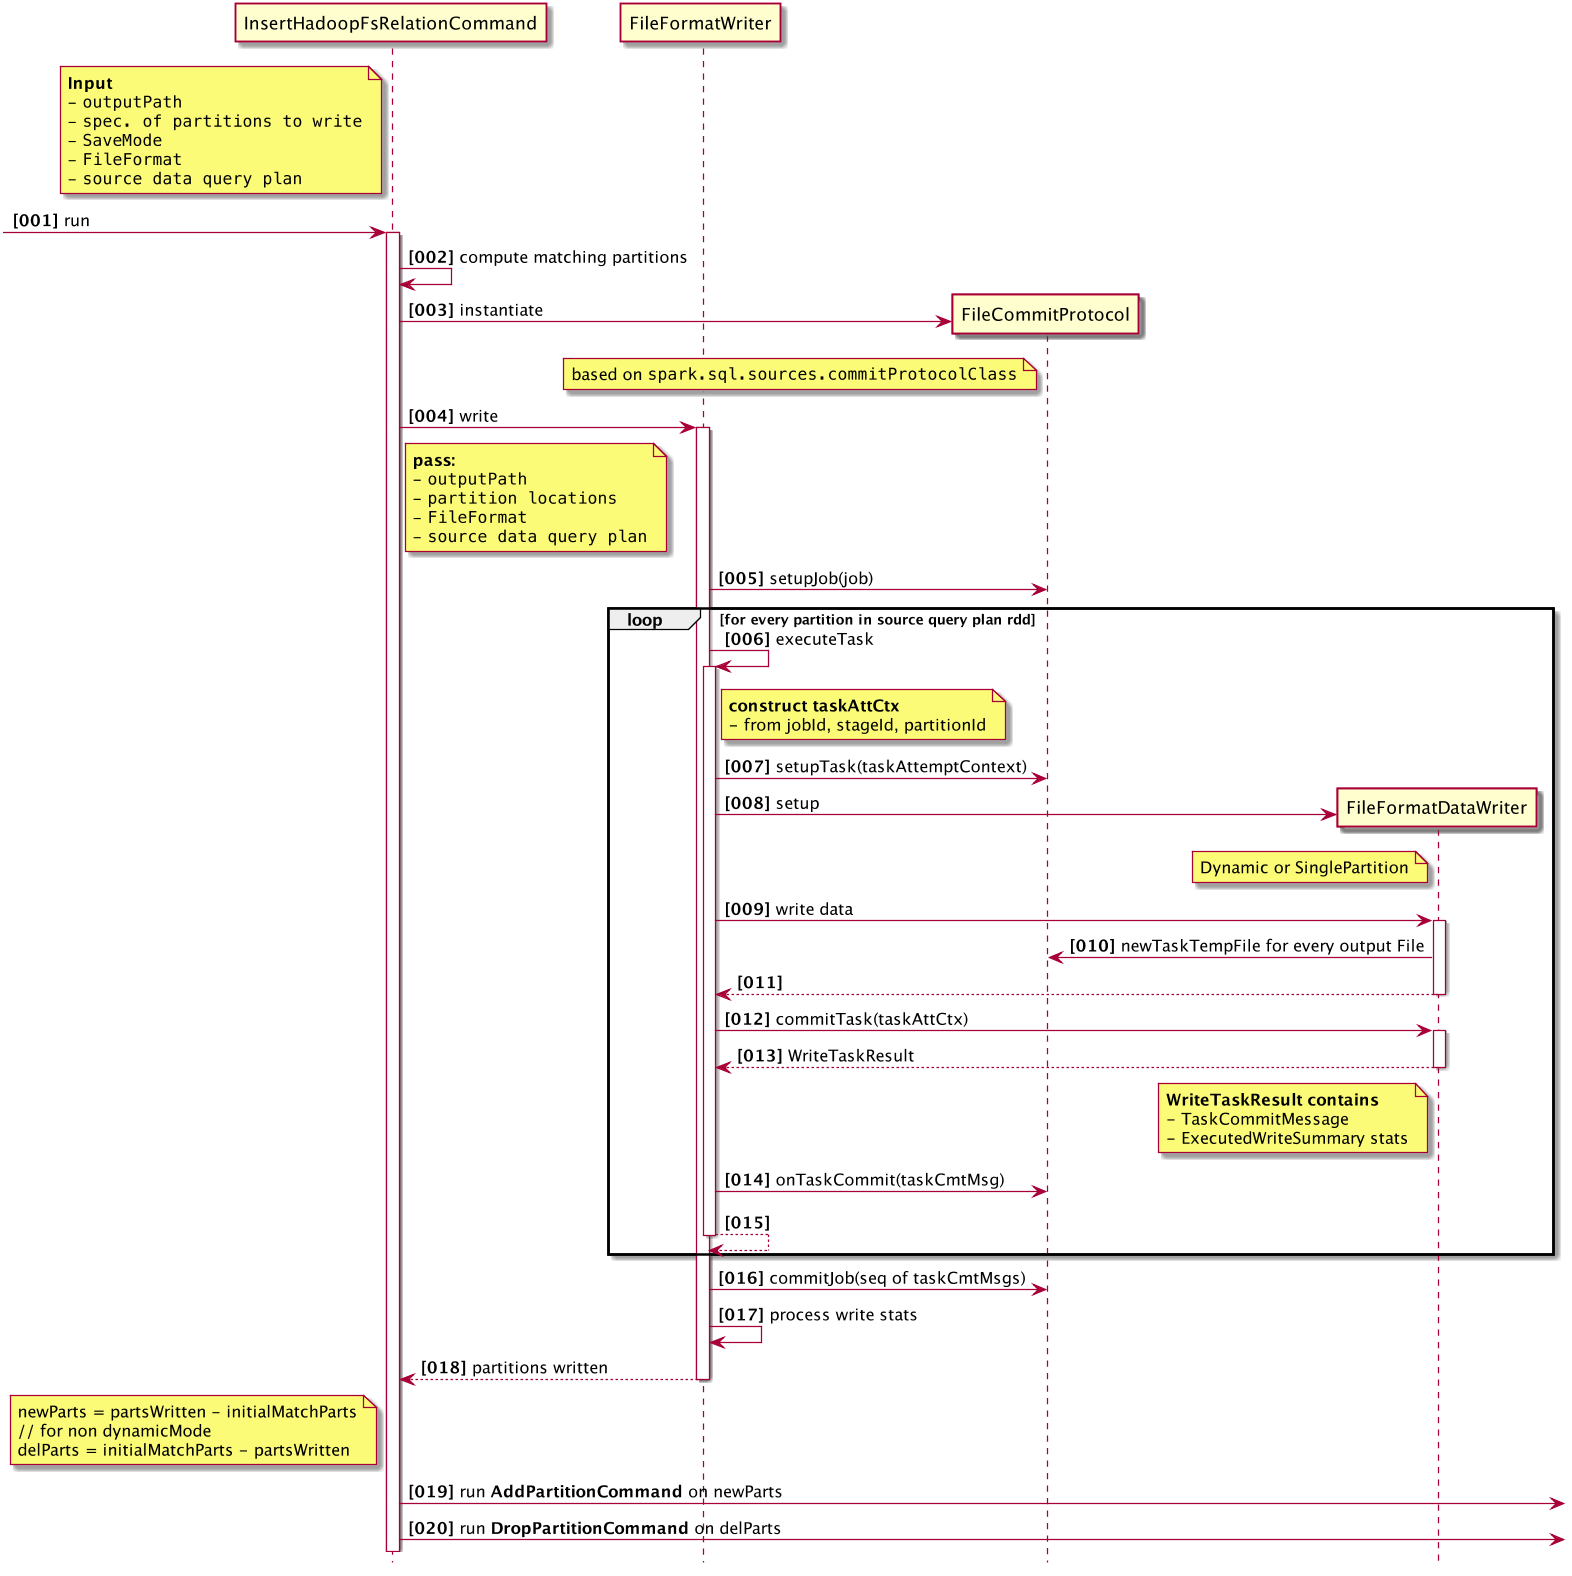 InsertHadoopFsRelationCommand
FileFormatWriter
Input
- outputPath
- spec. of partitions to write
- SaveMode
- FileFormat
- source data query plan
[001] run
[002] compute matching partitions
[003] instantiate
FileCommitProtocol
based on spark.sql.sources.commitProtocolClass
[004] write
pass:
- outputPath
- partition locations
- FileFormat
- source data query plan
[005] setupJob(job)
loop
[for every partition in source query plan rdd]
[006] executeTask
construct taskAttCtx
- from jobId, stageId, partitionId
[007] setupTask(taskAttemptContext)
[008] setup
FileFormatDataWriter
Dynamic or SinglePartition
[009] write data
[010] newTaskTempFile for every output File
[011]
[012] commitTask(taskAttCtx)
[013] WriteTaskResult
WriteTaskResult contains
- TaskCommitMessage
- ExecutedWriteSummary stats
[014] onTaskCommit(taskCmtMsg)
[015]
[016] commitJob(seq of taskCmtMsgs)
[017] process write stats
[018] partitions written
newParts = partsWritten - initialMatchParts
// for non dynamicMode
delParts = initialMatchParts - partsWritten
[019] run AddPartitionCommand on newParts
[020] run DropPartitionCommand on delParts